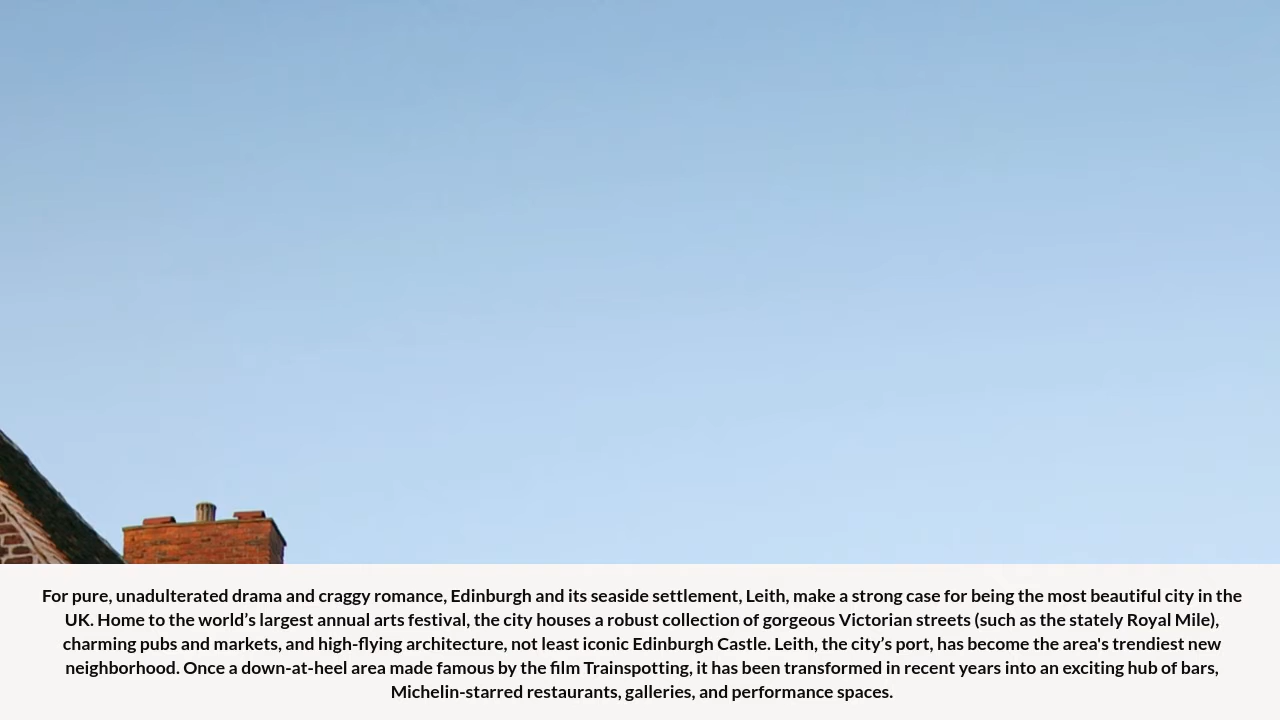 For pure, unadulterated drama and craggy romance, Edinburgh and its seaside settlement, Leith, make a strong case for being the most beautiful city in the
UK. Home to the world’s largest annual arts festival, the city houses a robust collection of gorgeous Victorian streets (such as the stately Royal Mile),
charming pubs and markets, and high-flying architecture, not least iconic Edinburgh Castle. Leith, the city’s port, has become the area's trendiest new
neighborhood. Once a down-at-heel area made famous by the film Trainspotting, it has been transformed in recent years into an exciting hub of bars,
Michelin-starred restaurants, galleries, and performance spaces.